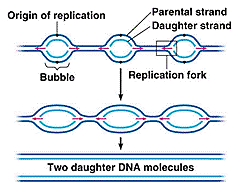 Origin of replication
Parental strand
Daughter strand
Bubble
Replication fork
Two daughter DNA molecules